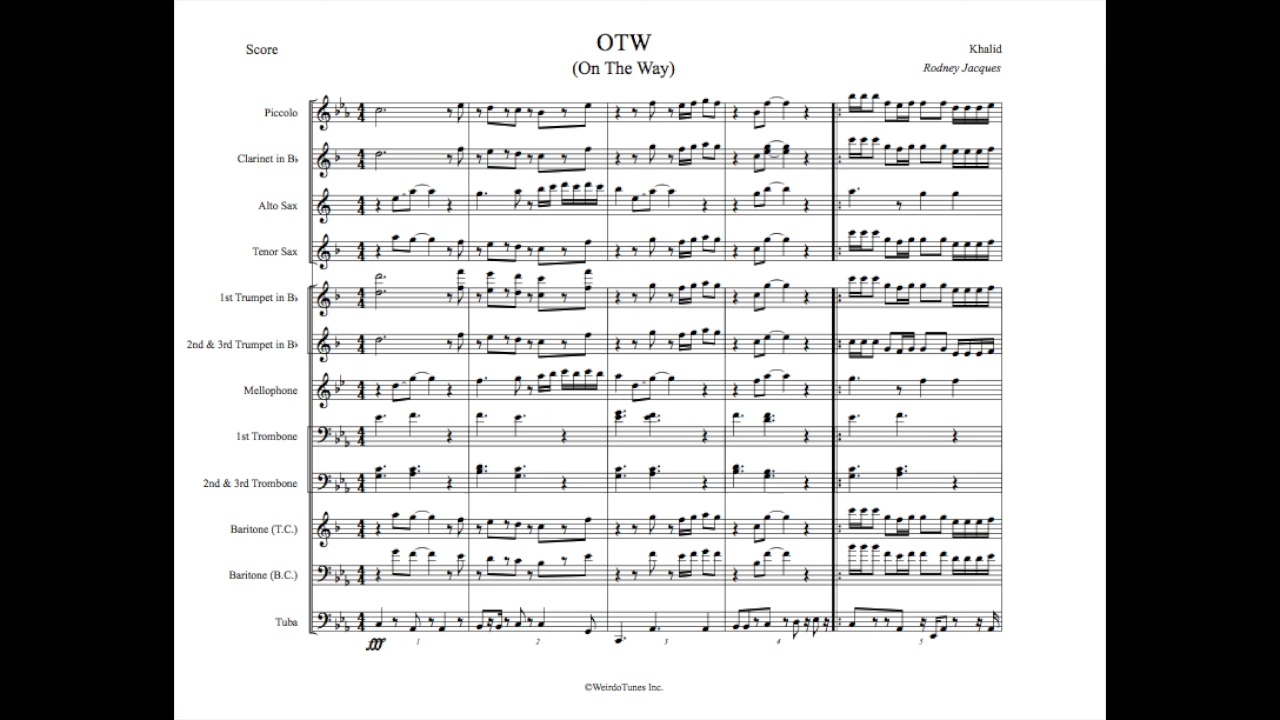 OTW
Score
Khalid
(On The Way)
Rodney Jacques
Piccolo
Clarinet in B♭
Alto Sax
Tenor Sax
1st Trumpet in B♭
2nd & 3rd Trumpet in B♭
Mellophone
1st Trombone
2nd & 3rd Trombone
Baritone (T.C.)
Baritone (B.C.)
Tuba
fff 1 2 3 4 5
©WeirdoTunes Inc.